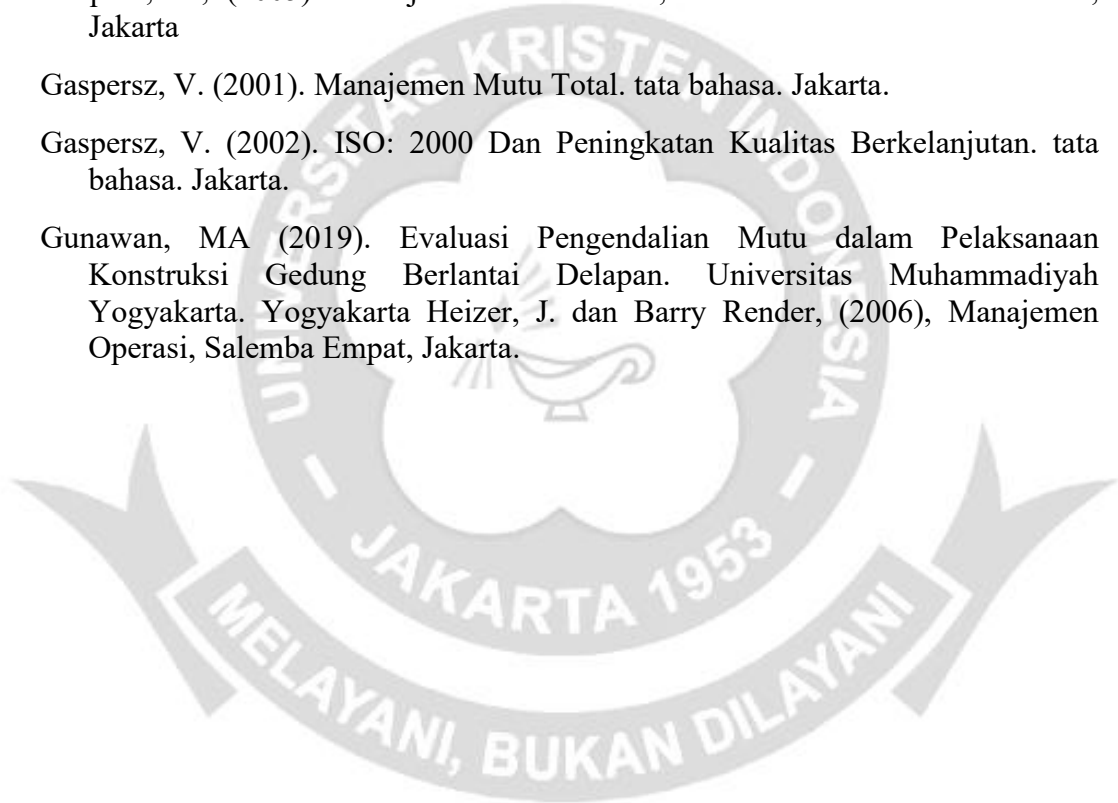 Jakarta
Gaspersz, V. (2001). Manajemen Mutu Total. tata bahasa. Jakarta.
Gaspersz, V. (2002). ISO: 2000 Dan Peningkatan Kualitas Berkelanjutan. tata
bahasa. Jakarta.
Gunawan, MA (2019). Evaluasi Pengendalian Mutu dalam Pelaksanaan
Konstruksi Gedung Berlantai Delapan. Universitas Muhammadiyah
Yogyakarta. Yogyakarta Heizer, J. dan Barry Render, (2006), Manajemen
Operasi, Salemba Empat, Jakarta.
UNIVERSITAS KRISTEN INDONESIA
- JAKARTA 1953 -
MELAYANI, BUKAN DILAYANI